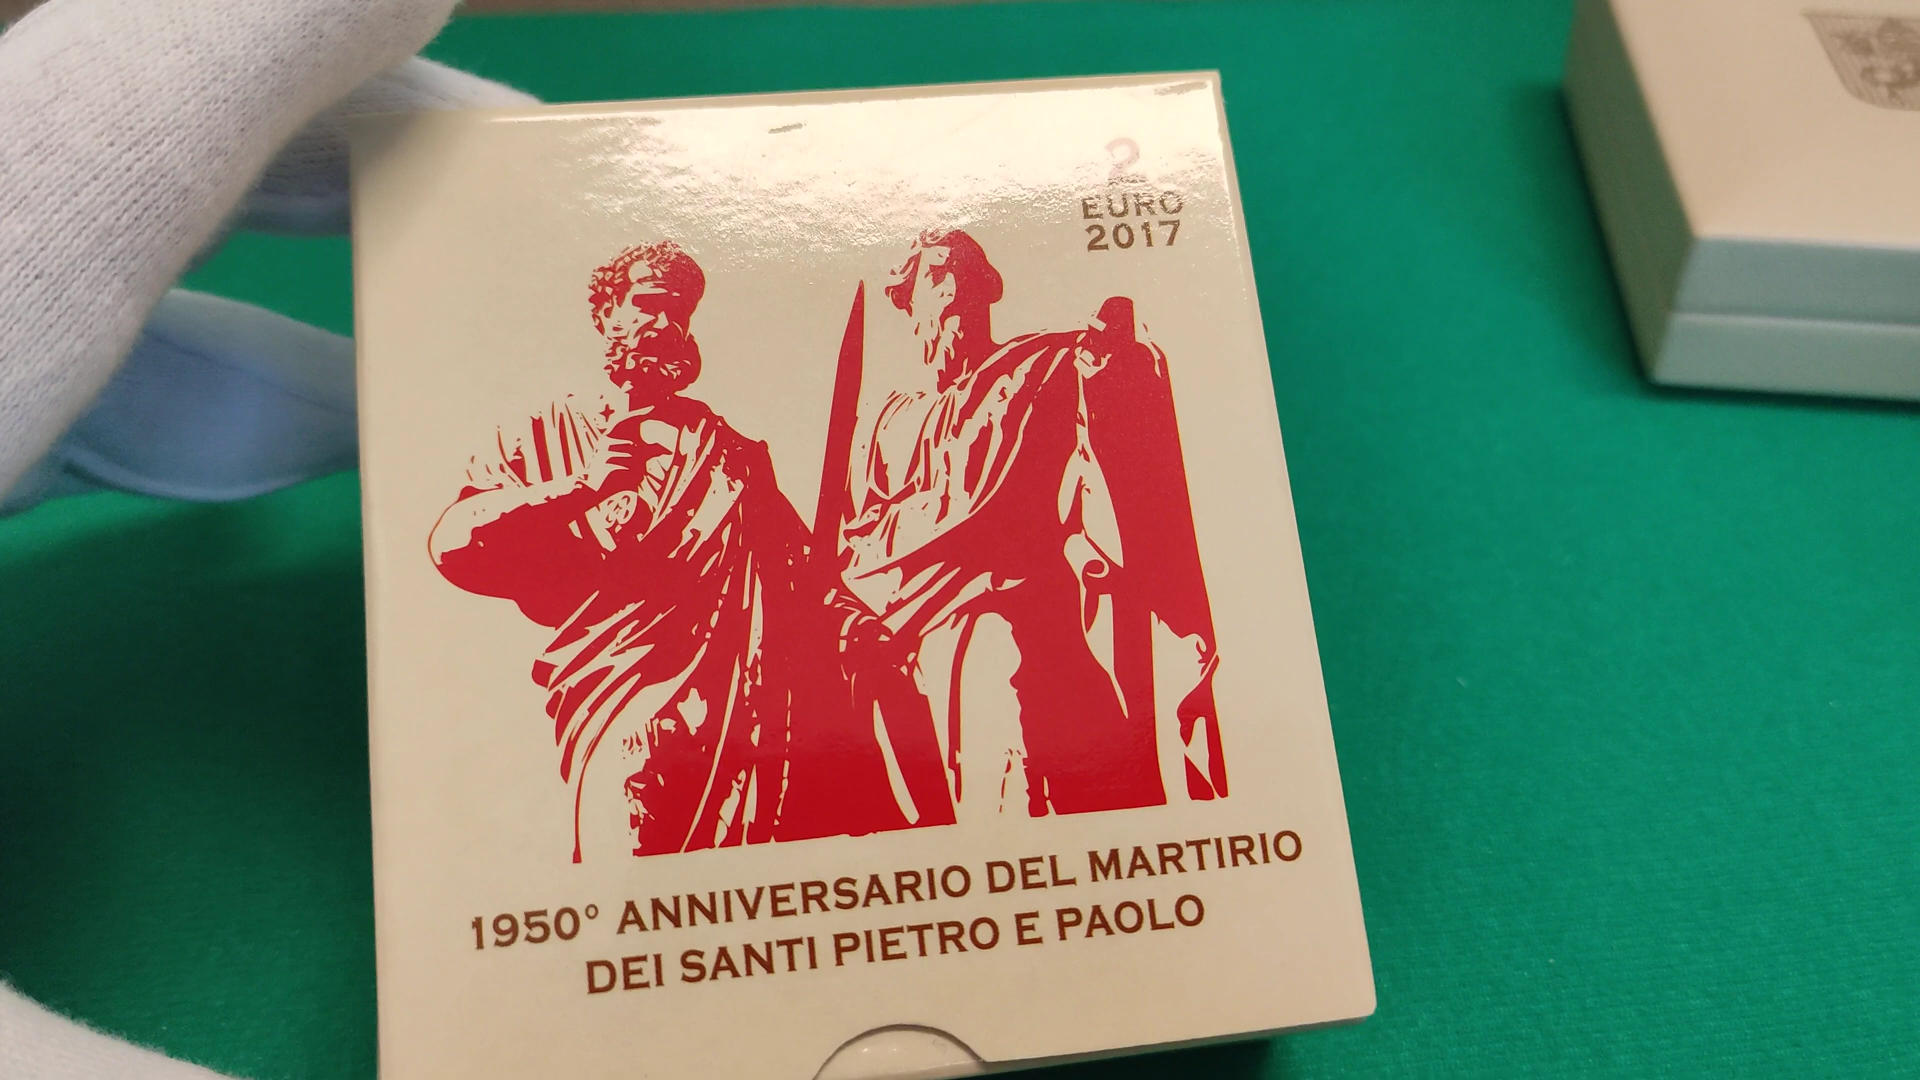 2
EURO
2017
1950° ANNIVERSARIO DEL MARTIRIO
DEI SANTI PIETRO E PAOLO